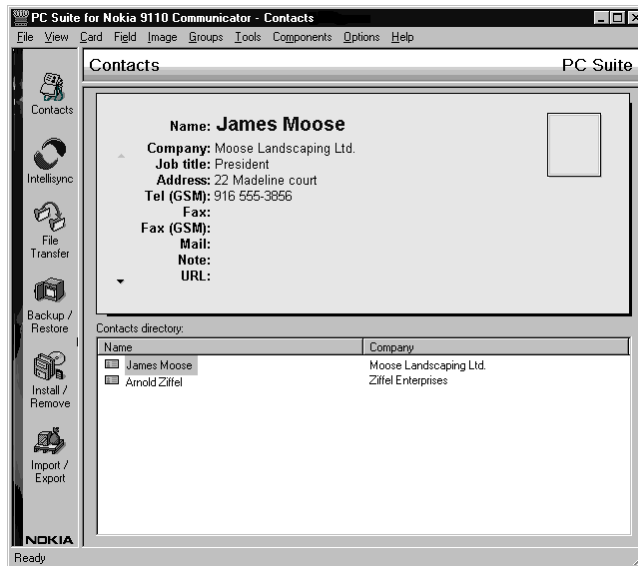 PC Suite for Nokia 9110 Communicator - Contacts
File View Card Field Image Groups Tools Components Options Help
Contacts PC Suite
Contacts
Intellisync
File
Transfer
Backup /
Restore
Install /
Remove
Import /
Export
NOKIA
Name: James Moose
Company: Moose Landscaping Ltd.
Job title: President
Address: 22 Madeline court
Tel (GSM): 916 555-3856
Fax:
Fax (GSM):
Mail:
Note:
URL:
Contacts directory:
Name Company
James Moose Moose Landscaping Ltd.
Arnold Ziffel Ziffel Enterprises
Ready